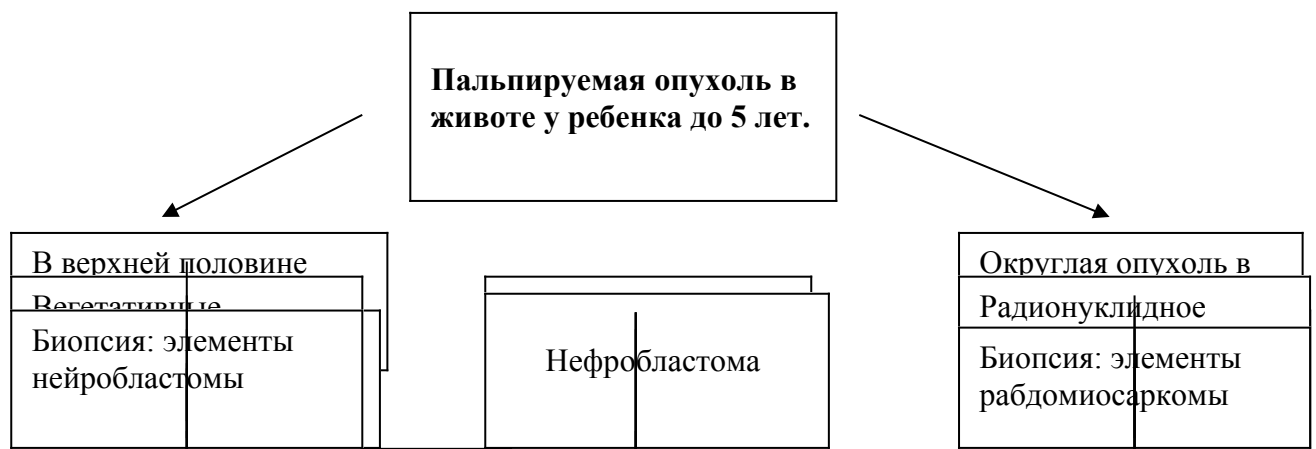 Пальпируемая опухоль в
животе у ребенка до 5 лет.
В верхней половине
Вегетативные
Биопсия: элементы
нейробластомы
Нефробластома
Округлая опухоль в
Радионуклидное
Биопсия: элементы
рабдомиосаркомы